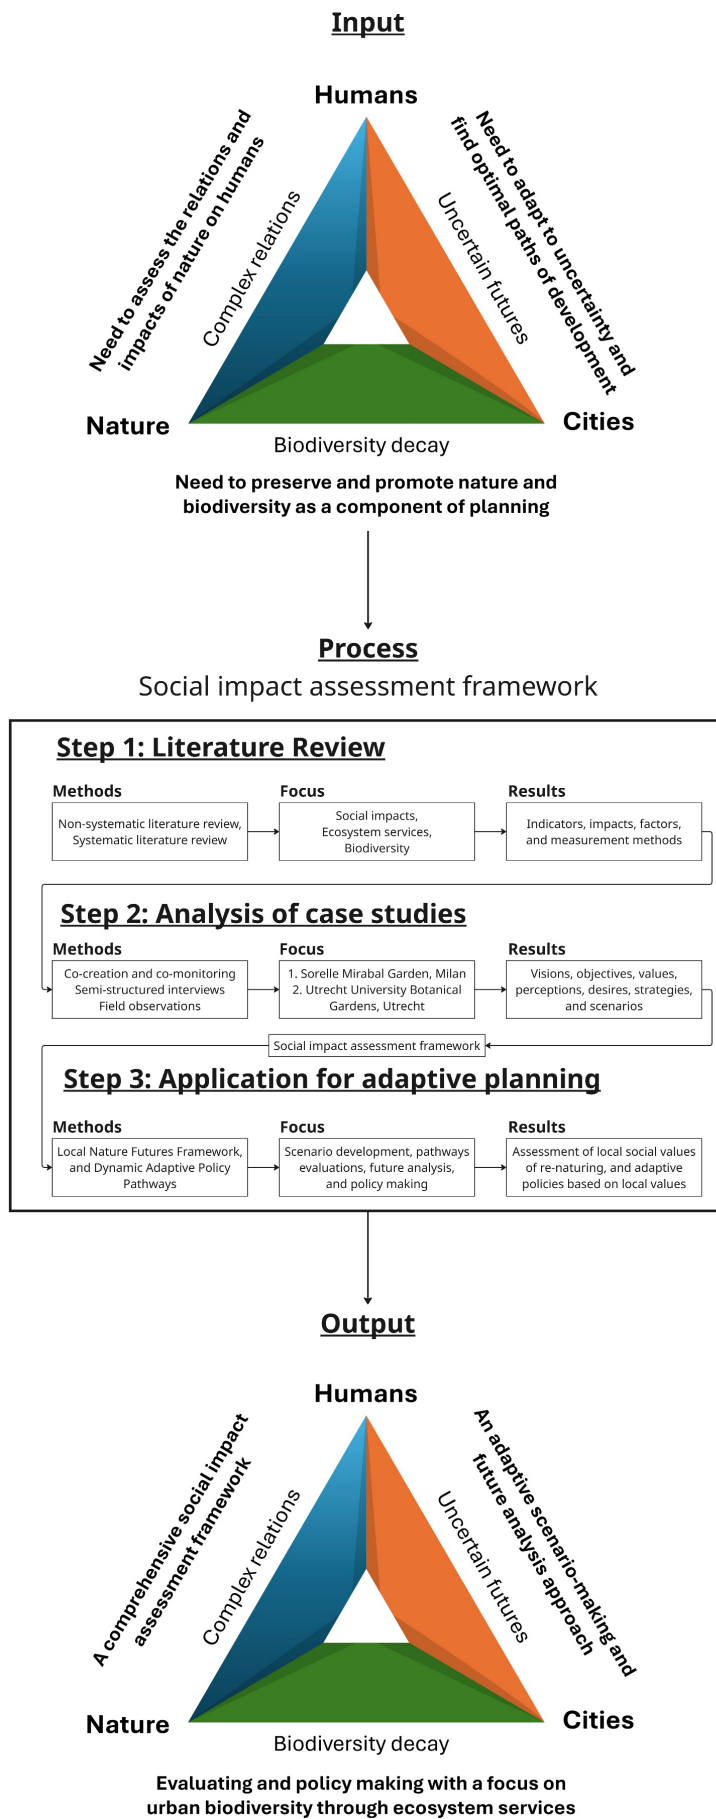 Input
Humans
Need to assess the relations and
impacts of nature on humans
Complex relations
Need to adapt to uncertainty and
find optimal paths of development
Uncertain futures
Nature
Cities
Biodiversity decay
Need to preserve and promote nature and
biodiversity as a component of planning
Process
Social impact assessment framework
Step 1: Literature Review
Methods
Non-systematic literature review,
Systematic literature review
Focus
Social impacts,
Ecosystem services,
Biodiversity
Results
Indicators, impacts, factors,
and measurement methods
Step 2: Analysis of case studies
Methods
Co-creation and co-monitoring
Semi-structured interviews
Field observations
Focus
1. Sorelle Mirabal Garden, Milan
2. Utrecht University Botanical
Gardens, Utrecht
Results
Visions, objectives, values,
perceptions, desires, strategies,
and scenarios
Social impact assessment framework
Step 3: Application for adaptive planning
Methods
Local Nature Futures Framework,
and Dynamic Adaptive Policy
Pathways
Focus
Scenario development, pathways
evaluations, future analysis,
and policy making
Results
Assessment of local social values
of re-naturing, and adaptive
policies based on local values
Output
Humans
A comprehensive social impact
assessment framework
Complex relations
An adaptive scenario-making and
future analysis approach
Uncertain futures
Nature
Cities
Biodiversity decay
Evaluating and policy making with a focus on
urban biodiversity through ecosystem services